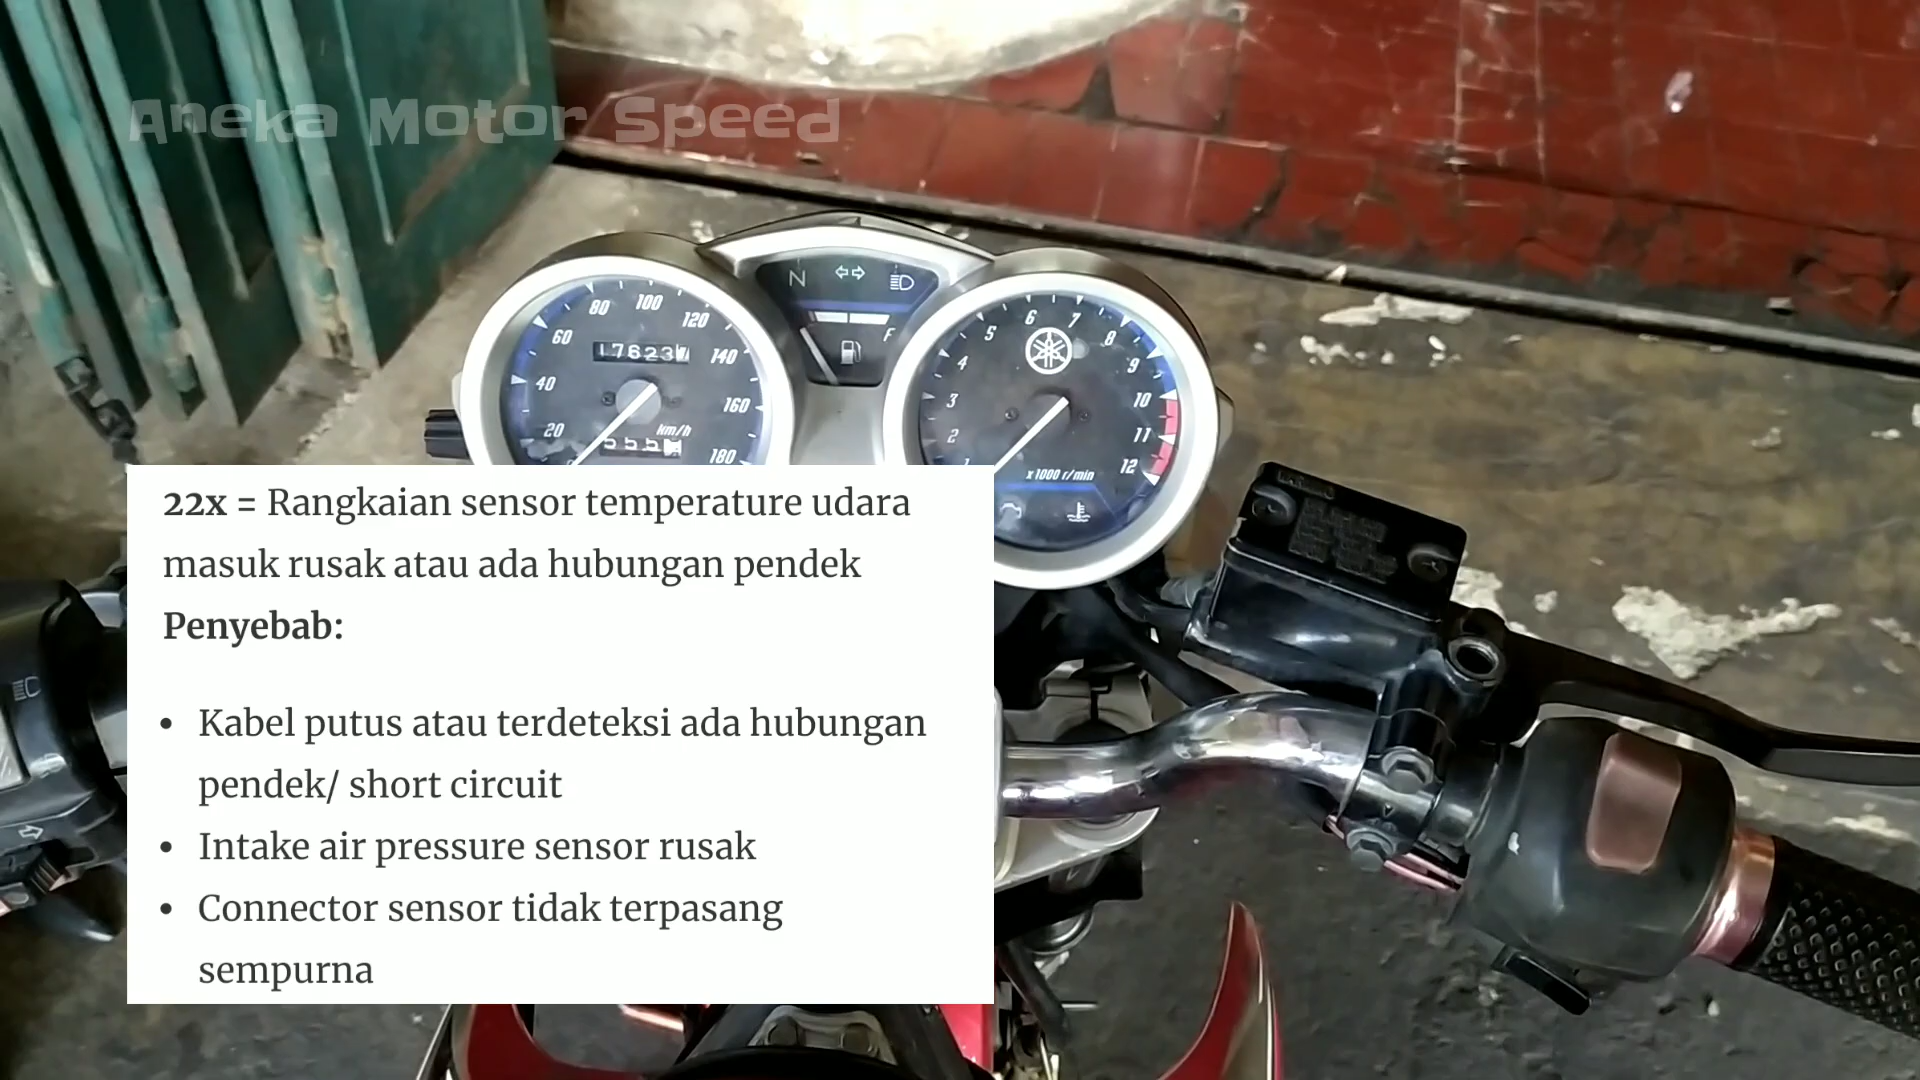 Aneka Motor Speed
N
80 100 120
60 140
40 160
20 180
km/h
F
5 6 7 8
4 9
3 10
2 11
1 12
x1000 r/min
22x = Rangkaian sensor temperature udara
masuk rusak atau ada hubungan pendek
Penyebab:
• Kabel putus atau terdeteksi ada hubungan
pendek/ short circuit
• Intake air pressure sensor rusak
• Connector sensor tidak terpasang
sempurna